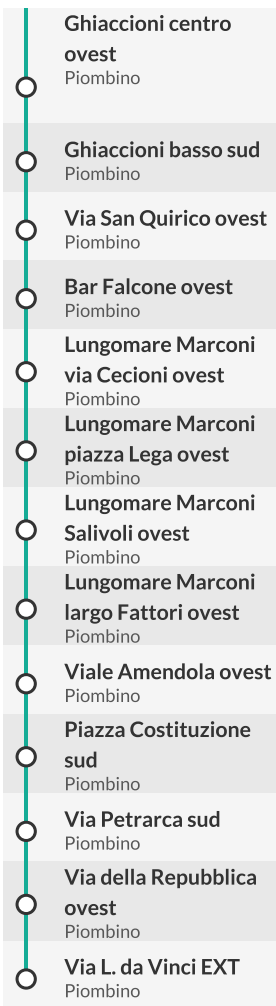 Ghiaccioni centro
ovest
Piombino
Ghiaccioni basso sud
Piombino
Via San Quirico ovest
Piombino
Bar Falcone ovest
Piombino
Lungomare Marconi
via Cecioni ovest
Piombino
Lungomare Marconi
piazza Lega ovest
Piombino
Lungomare Marconi
Salivoli ovest
Piombino
Lungomare Marconi
largo Fattori ovest
Piombino
Viale Amendola ovest
Piombino
Piazza Costituzione
sud
Piombino
Via Petrarca sud
Piombino
Via della Repubblica
ovest
Piombino
Via L. da Vinci EXT
Piombino